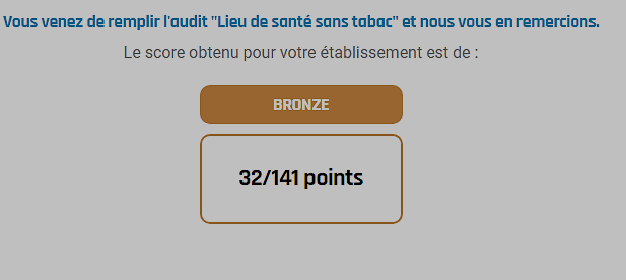 Vous venez de remplir l'audit "Lieu de santé sans tabac" et nous vous en remercions.
Le score obtenu pour votre établissement est de :
BRONZE
32/141 points